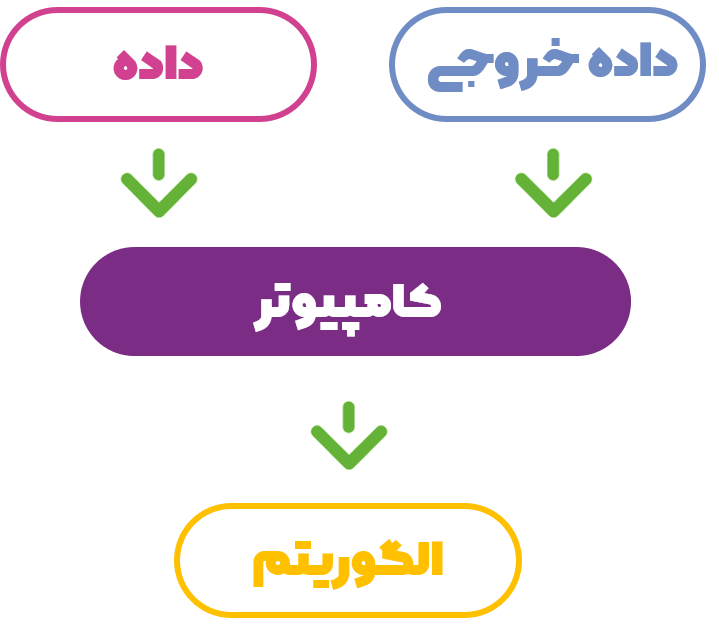 داده خروجی
داده
کامپیوتر
الگوریتم